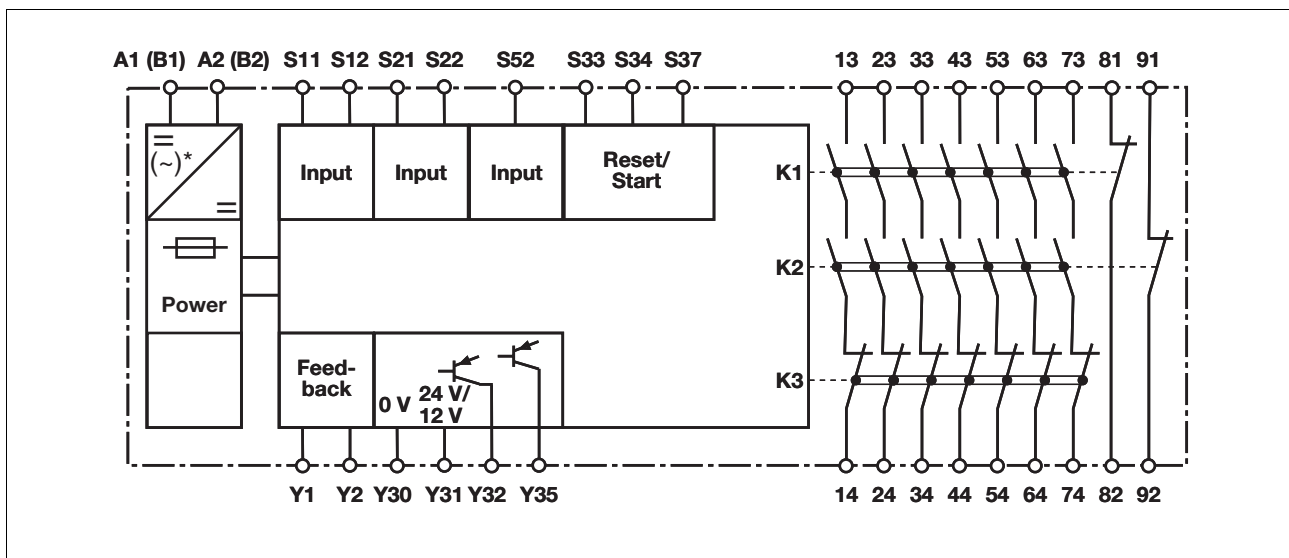 A1 (B1) A2 (B2) S11 S12 S21 S22 S52 S33 S34 S37 13 23 33 43 53 63 73 81 91
(~)*
Input Input Input Reset/
Start
K1
K2
Power
Feed-
back
0 V 24 V/
12 V
K3
Y1 Y2 Y30 Y31 Y32 Y35 14 24 34 44 54 64 74 82 92